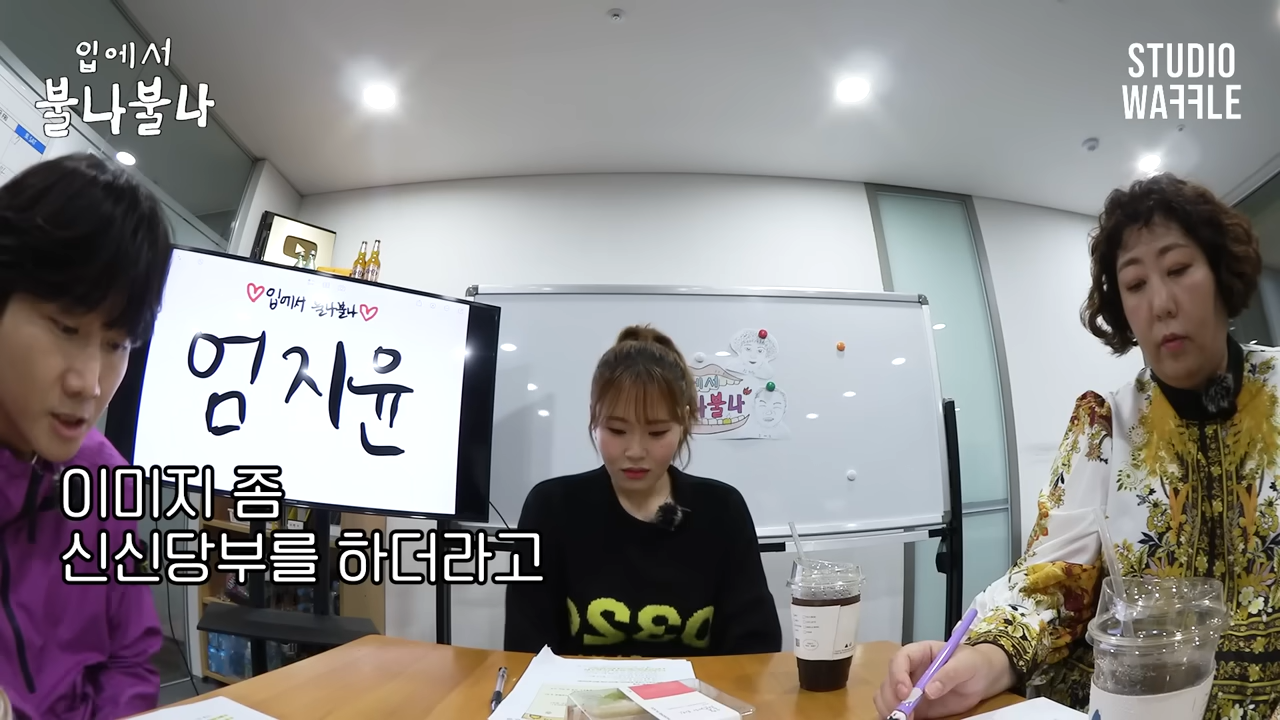 입에서
불나불나
STUDIO
WAFFLE
입에서 불나불나
엄지윤
이미지 좀
신신당부를 하더라고